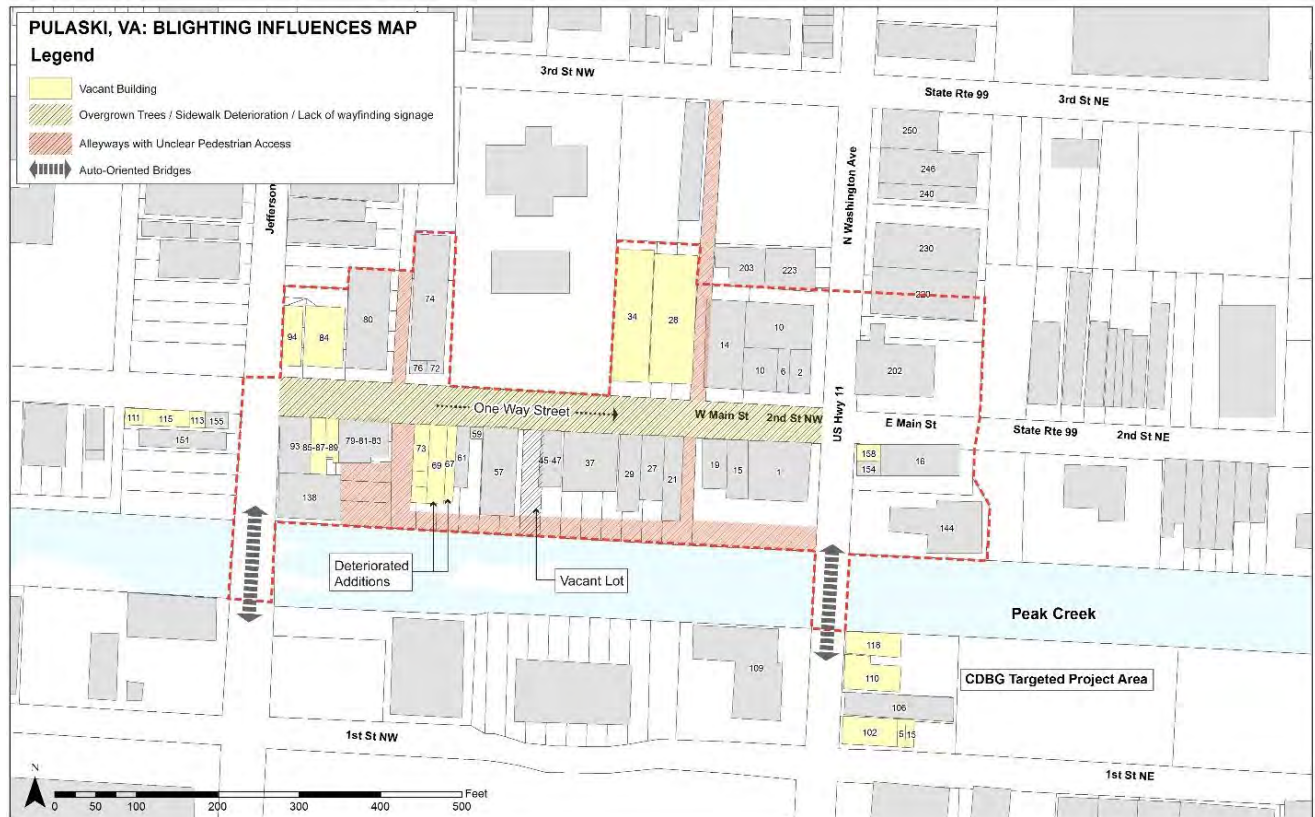 PULASKI, VA: BLIGHTING INFLUENCES MAP
Legend
Vacant Building
Overgrown Trees / Sidewalk Deterioration / Lack of wayfinding signage
Alleyways with Unclear Pedestrian Access
Auto-Oriented Bridges
3rd St NW
State Rte 99
3rd St NE
Jefferson
N Washington Ave
250
246
240
230
220
203
223
74
34
28
94
84
80
76
72
14
10
10
6
2
202
One Way Street
W Main St
2nd St NW
US Hwy 11
E Main St
State Rte 99
2nd St NE
111
115
113
155
151
93
85-87-89
79-81-83
73
69
67
61
59
57
45
47
37
29
27
21
19
15
1
158
154
16
138
144
Deteriorated
Additions
Vacant Lot
Peak Creek
118
110
109
106
102
5
15
CDBG Targeted Project Area
1st St NW
1st St NE
N
0
50
100
200
300
400
500
Feet